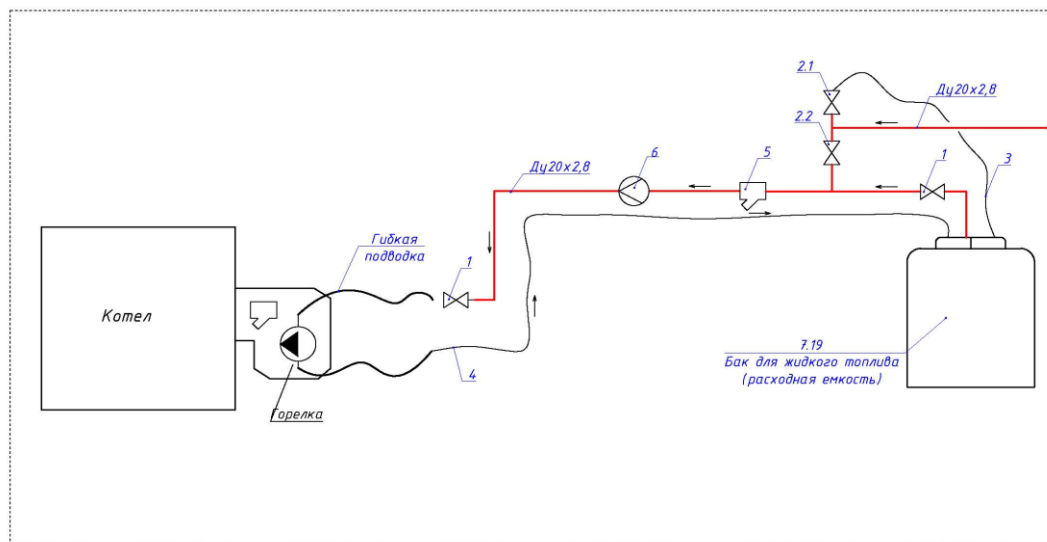 2.1
Ду20х2,8
2.2
6
5
1
3
Ду20х2,8
Гибкая
подводка
1
Котел
7.19
Бак для жидкого топлива
(расходная емкость)
4
Горелка